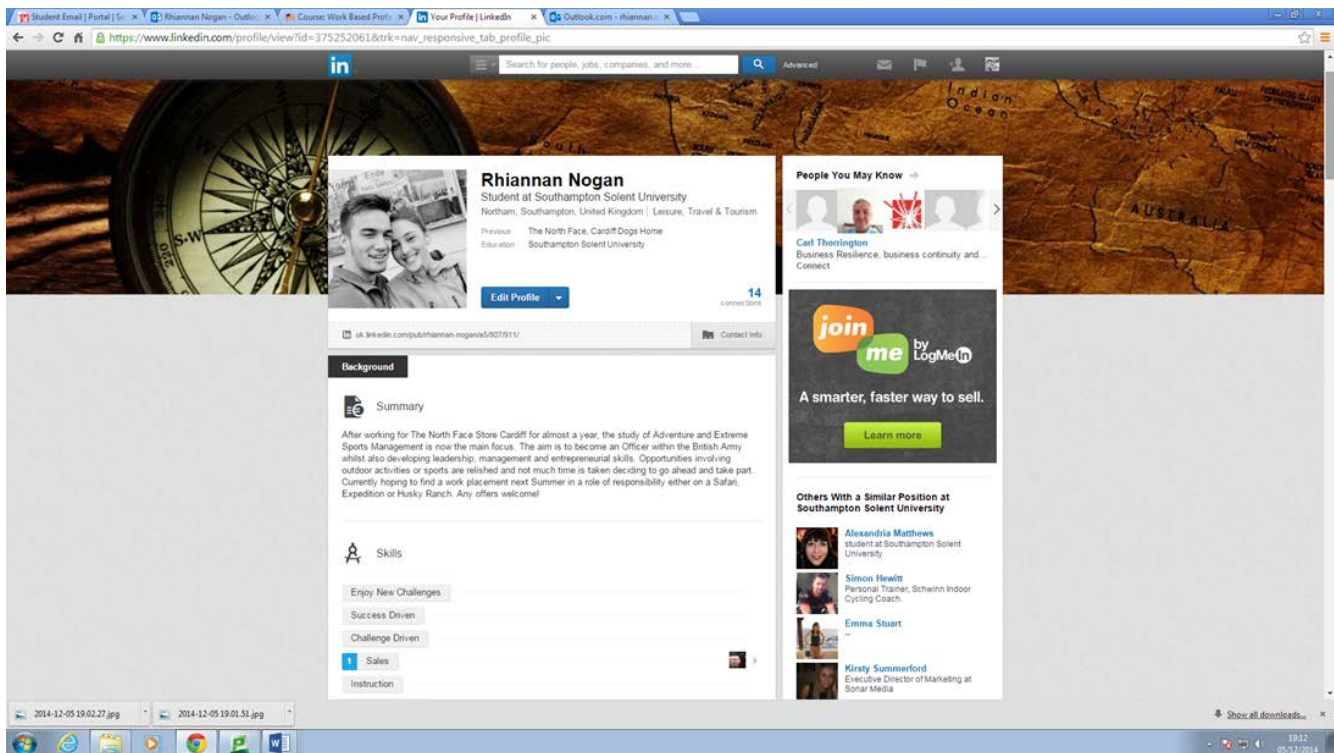 Student Email | Portal | So
Rhiannan Nogan - Outloo
Course: Work Based Profe
Your Profile | LinkedIn
Outlook.com - rhiannan.n
https://www.linkedin.com/profile/view?id=375252061&trk=nav_responsive_tab_profile_pic
in
Search for people, jobs, companies, and more...
Advanced
Indian
Ocean
AUSTRALIA
S-W
Rhiannan Nogan
Student at Southampton Solent University
Northam, Southampton, United Kingdom | Leisure, Travel & Tourism
Previous The North Face, Cardiff Dogs Home
Education Southampton Solent University
Edit Profile
14
connections
uk.linkedin.com/pub/rhiannan-nogan/a5/807/911/
Contact Info
Background
Summary
After working for The North Face Store Cardiff for almost a year, the study of Adventure and Extreme
Sports Management is now the main focus. The aim is to become an Officer within the British Army
whilst also developing leadership, management and entrepreneurial skills. Opportunities involving
outdoor activities or sports are relished and not much time is taken deciding to go ahead and take part.
Currently hoping to find a work placement next Summer in a role of responsibility either on a Safari,
Expedition or Husky Ranch. Any offers welcome!
Skills
Enjoy New Challenges
Success Driven
Challenge Driven
1 Sales
Instruction
People You May Know
Carl Thorrington
Business Resilience, business continuity and...
Connect
join
me by
LogMeIn
A smarter, faster way to sell.
Learn more
Others With a Similar Position at
Southampton Solent University
Alexandria Matthews
student at Southampton Solent
University
Simon Hewitt
Personal Trainer, Schwinn Indoor
Cycling Coach.
Emma Stuart
--
Kirsty Summerford
Executive Director of Marketing at
Sonar Media
2014-12-05 19.02.27.jpg
2014-12-05 19.01.51.jpg
Show all downloads...
19:12
05/12/2014